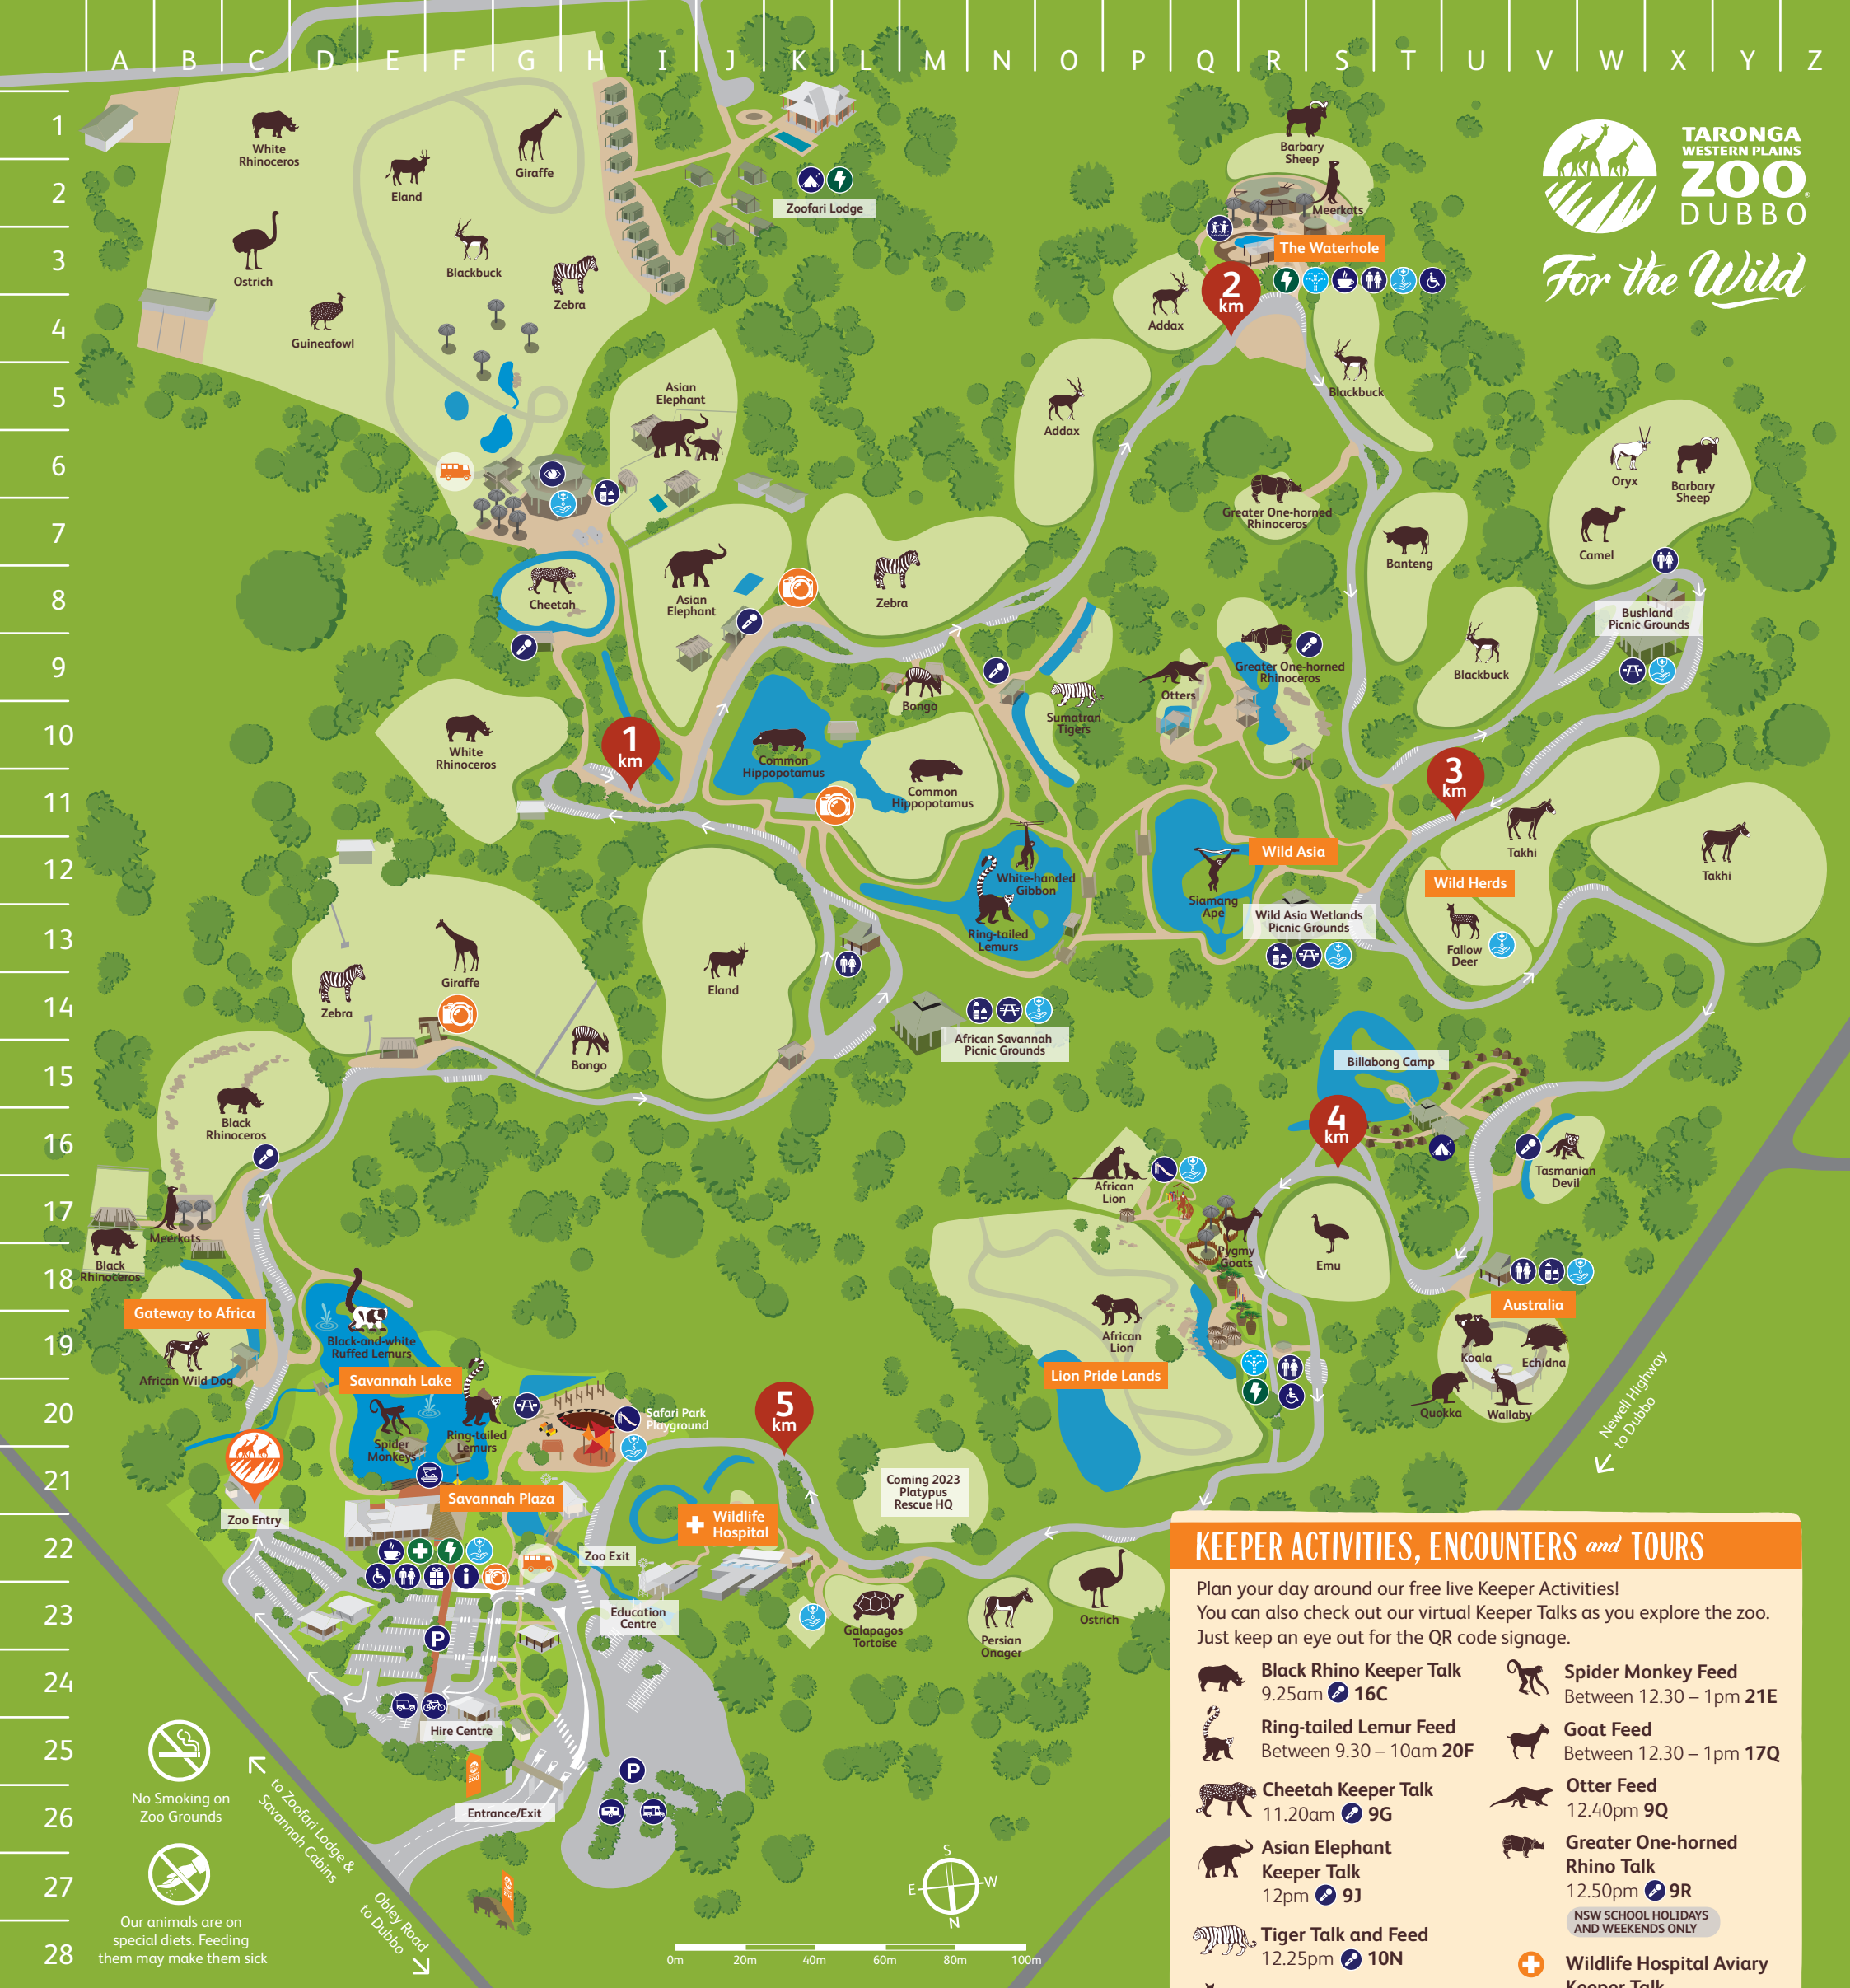 A B C D E F G H I J K L M N O P Q R S T U V W X Y Z
1
2
3
4
5
6
7
8
9
10
11
12
13
14
15
16
17
18
19
20
21
22
23
24
25
26
27
28
TARONGA
WESTERN PLAINS
ZOO
DUBBO
For the Wild
White
Rhinoceros
Eland
Giraffe
Ostrich
Blackbuck
Zebra
Guineafowl
Zoofari Lodge
Barbary
Sheep
Meerkats
The Waterhole
2
km
Addax
Addax
Blackbuck
Asian
Elephant
Oryx
Barbary
Sheep
Camel
Greater One-horned
Rhinoceros
Banteng
Cheetah
Asian
Elephant
Zebra
Bushland
Picnic Grounds
Blackbuck
Greater One-horned
Rhinoceros
Otters
Bongo
Sumatran
Tigers
White
Rhinoceros
1
km
Common
Hippopotamus
Common
Hippopotamus
3
km
Takhi
Takhi
Wild Asia
Wild Herds
White-handed
Gibbon
Siamang
Ape
Ring-tailed
Lemurs
Wild Asia Wetlands
Picnic Grounds
Fallow
Deer
Giraffe
Zebra
Eland
Bongo
African Savannah
Picnic Grounds
Billabong Camp
4
km
Black
Rhinoceros
Tasmanian
Devil
African
Lion
Meerkats
Black
Rhinoceros
Pygmy
Goats
Emu
Gateway to Africa
Australia
African Wild Dog
Black-and-white
Ruffed Lemurs
African
Lion
Koala
Echidna
Quokka
Wallaby
Savannah Lake
Lion Pride Lands
Newell Highway
to Dubbo
Spider
Monkeys
Ring-tailed
Lemurs
Safari Park
Playground
5
km
Coming 2023
Platypus
Rescue HQ
Savannah Plaza
Zoo Entry
Wildlife
Hospital
Zoo Exit
Education
Centre
Galapagos
Tortoise
Persian
Onager
Ostrich
P
Hire Centre
P
Entrance/Exit
No Smoking on
Zoo Grounds
to Zoofari Lodge &
Savannah Cabins
Our animals are on
special diets. Feeding
them may make them sick
Obley Road
to Dubbo
S
E
W
N
0m 20m 40m 60m 80m 100m
KEEPER ACTIVITIES, ENCOUNTERS and TOURS
Plan your day around our free live Keeper Activities!
You can also check out our virtual Keeper Talks as you explore the zoo.
Just keep an eye out for the QR code signage.
Black Rhino Keeper Talk
9.25am 16C
Ring-tailed Lemur Feed
Between 9.30 – 10am 20F
Cheetah Keeper Talk
11.20am 9G
Asian Elephant
Keeper Talk
12pm 9J
Tiger Talk and Feed
12.25pm 10N
Spider Monkey Feed
Between 12.30 – 1pm 21E
Goat Feed
Between 12.30 – 1pm 17Q
Otter Feed
12.40pm 9Q
Greater One-horned
Rhino Talk
12.50pm 9R
NSW SCHOOL HOLIDAYS
AND WEEKENDS ONLY
Wildlife Hospital Aviary
Keeper Talk